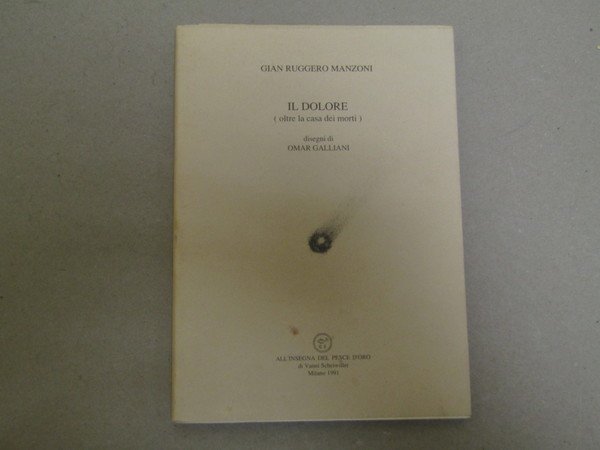 GIAN RUGGERO MANZONI
IL DOLORE
( oltre la casa dei morti )
disegni di
OMAR GALLIANI
ALL'INSEGNA DEL PESCE D'ORO
di Vanni Scheiwiller
Milano 1991